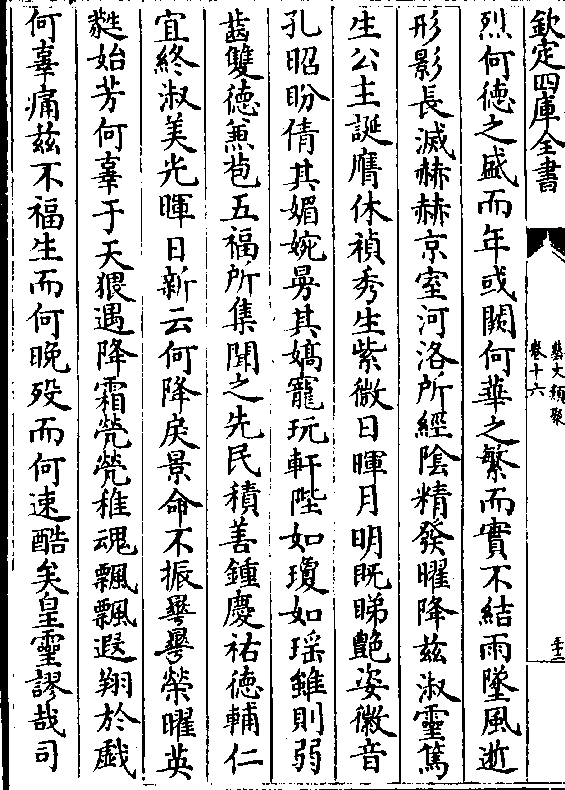 欽定四庫全書
藝文類聚
卷十六
烈何德之盛而年或闕何華之繁而實不結雨墜風逝
形影長滅赫赫京室河洛所經陰精發曜降兹淑靈篤
生公主誕膺休禎秀生紫微日暉月明既睇艶姿徽音
孔昭盼倩其媚婉㫤其嬌寵玩軒陛如瓊如瑶雖則弱
齒雙德兼苞五福所集聞之先民積善鍾慶祐德輔仁
宜終淑美光暉日新云何降戾景命不振㽔㽔榮曜英
蕤始芳何辜于天猥遇降霜煢煢稚魂飄飄遐翔於戲
何辜痛兹不福生而何晚殁而何速酷矣皇靈謬哉司